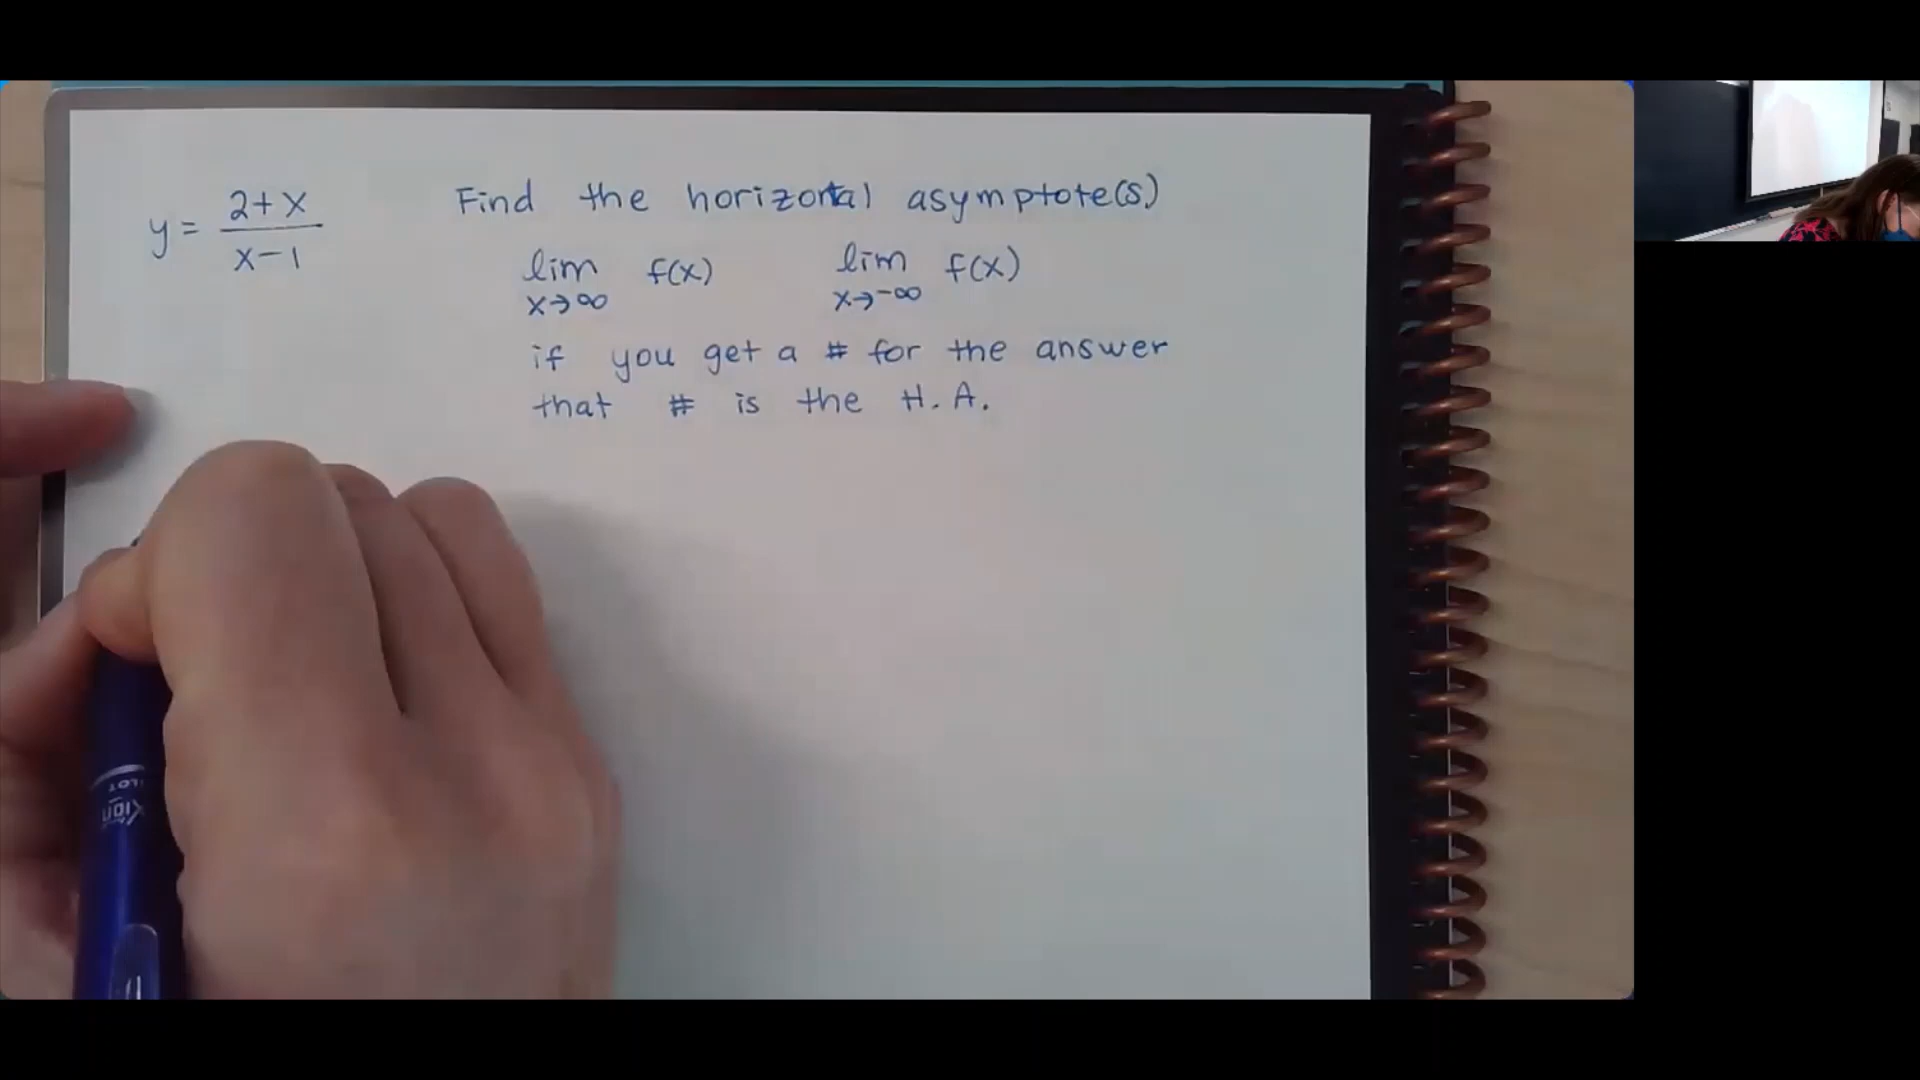 y = 2+x / x-1
Find the horizontal asymptote(s)
lim x→∞ f(x)   lim x→-∞ f(x)
if you get a # for the answer
that # is the H.A.